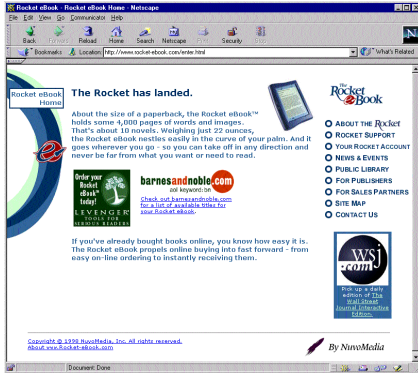 Rocket eBook - Rocket eBook Home - Netscape
File Edit View Go Communicator Help
Back Forward Reload Home Search Netscape Print Security Stop
Bookmarks Location: http://www.rocket-ebook.com/enter.html What's Related
Rocket eBook
Home
The Rocket has landed.
About the size of a paperback, the Rocket eBook™
holds some 4,000 pages of words and images.
That's about 10 novels. Weighing just 22 ounces,
the Rocket eBook nestles easily in the curve of your palm. And it
goes wherever you go - so you can take off in any direction and
never be far from what you want or need to read.
Order your
Rocket
eBook™
today!
LEVENGER
TOOLS FOR
SERIOUS READERS
barnesandnoble.com
aol keyword: bn
Check out barnesandnoble.com
for a list of available titles for
your Rocket eBook.
If you've already bought books online, you know how easy it is.
The Rocket eBook propels online buying into fast forward - from
easy on-line ordering to instantly receiving them.
The
Rocket
eBook
ABOUT THE Rocket
ROCKET SUPPORT
YOUR ROCKET ACCOUNT
NEWS & EVENTS
PUBLIC LIBRARY
FOR PUBLISHERS
FOR SALES PARTNERS
SITE MAP
CONTACT US
wsj
.com
Pick up a daily
edition of The
Wall Street
Journal Interactive
Edition.
Copyright © 1998 NuvoMedia, Inc. All rights reserved.
About www.Rocket-eBook.com
By NuvoMedia
Document: Done